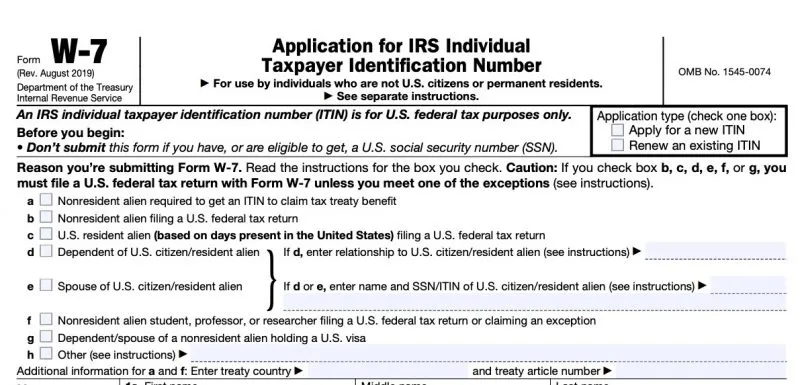 Form W-7
(Rev. August 2019)
Department of the Treasury
Internal Revenue Service
Application for IRS Individual
Taxpayer Identification Number
▶ For use by individuals who are not U.S. citizens or permanent residents.
▶ See separate instructions.
OMB No. 1545-0074
An IRS individual taxpayer identification number (ITIN) is for U.S. federal tax purposes only.
Before you begin:
• Don't submit this form if you have, or are eligible to get, a U.S. social security number (SSN).
Application type (check one box):
Apply for a new ITIN
Renew an existing ITIN
Reason you're submitting Form W-7. Read the instructions for the box you check. Caution: If you check box b, c, d, e, f, or g, you
must file a U.S. federal tax return with Form W-7 unless you meet one of the exceptions (see instructions).
a Nonresident alien required to get an ITIN to claim tax treaty benefit
b Nonresident alien filing a U.S. federal tax return
c U.S. resident alien (based on days present in the United States) filing a U.S. federal tax return
d Dependent of U.S. citizen/resident alien If d, enter relationship to U.S. citizen/resident alien (see instructions) ▶
e Spouse of U.S. citizen/resident alien If d or e, enter name and SSN/ITIN of U.S. citizen/resident alien (see instructions) ▶
f Nonresident alien student, professor, or researcher filing a U.S. federal tax return or claiming an exception
g Dependent/spouse of a nonresident alien holding a U.S. visa
h Other (see instructions) ▶
Additional information for a and f: Enter treaty country ▶ and treaty article number ▶
1a First name Middle name Last name